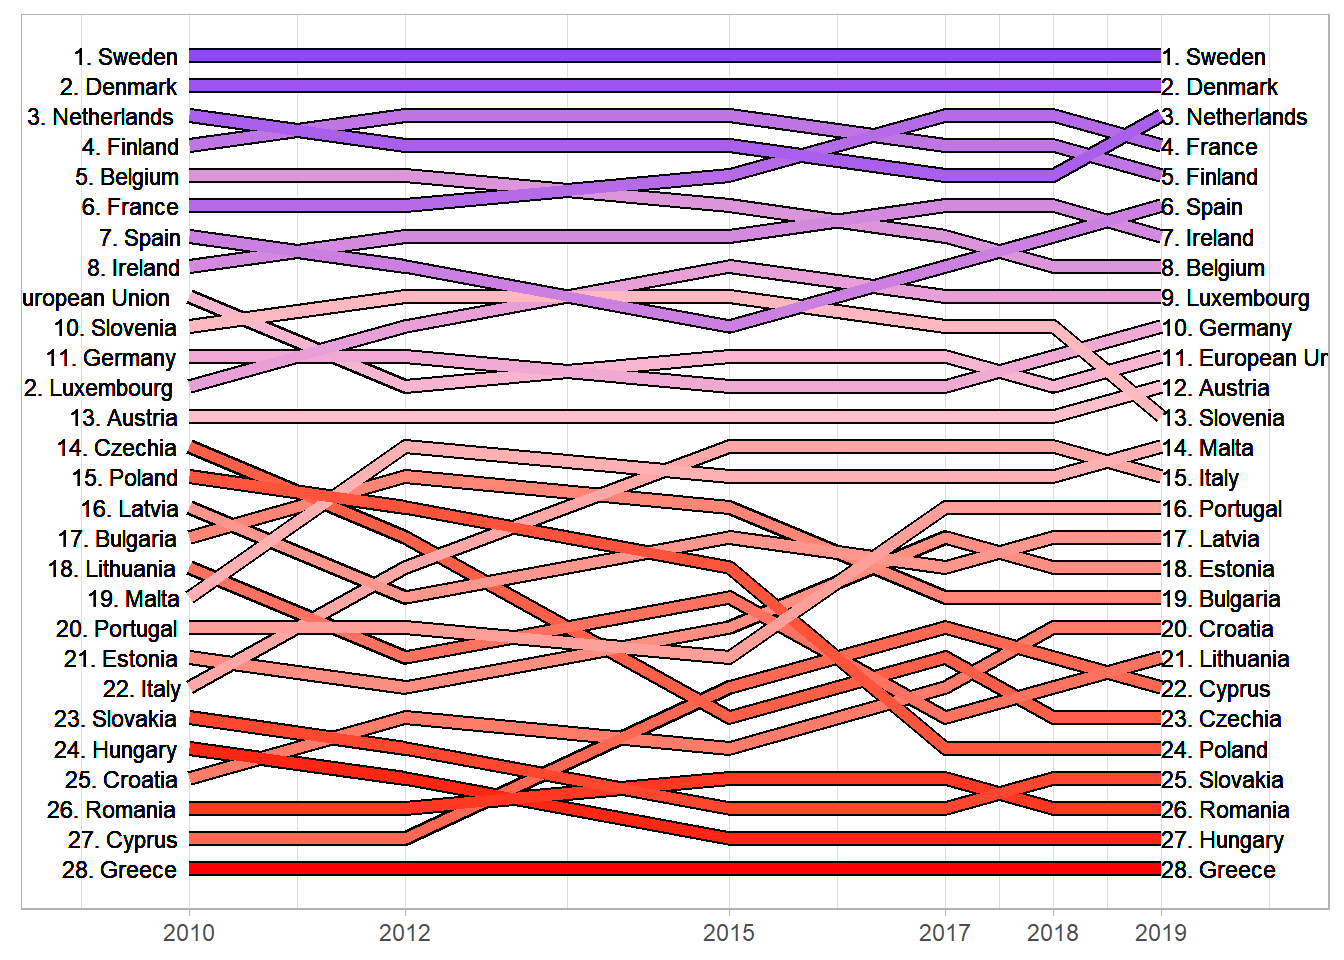 1. Sweden
2. Denmark
3. Netherlands
4. Finland
5. Belgium
6. France
7. Spain
8. Ireland
uropean Union
10. Slovenia
11. Germany
2. Luxembourg
13. Austria
14. Czechia
15. Poland
16. Latvia
17. Bulgaria
18. Lithuania
19. Malta
20. Portugal
21. Estonia
22. Italy
23. Slovakia
24. Hungary
25. Croatia
26. Romania
27. Cyprus
28. Greece
1. Sweden
2. Denmark
3. Netherlands
4. France
5. Finland
6. Spain
7. Ireland
8. Belgium
9. Luxembourg
10. Germany
11. European Ur
12. Austria
13. Slovenia
14. Malta
15. Italy
16. Portugal
17. Latvia
18. Estonia
19. Bulgaria
20. Croatia
21. Lithuania
22. Cyprus
23. Czechia
24. Poland
25. Slovakia
26. Romania
27. Hungary
28. Greece
2010 2012 2015 2017 2018 2019